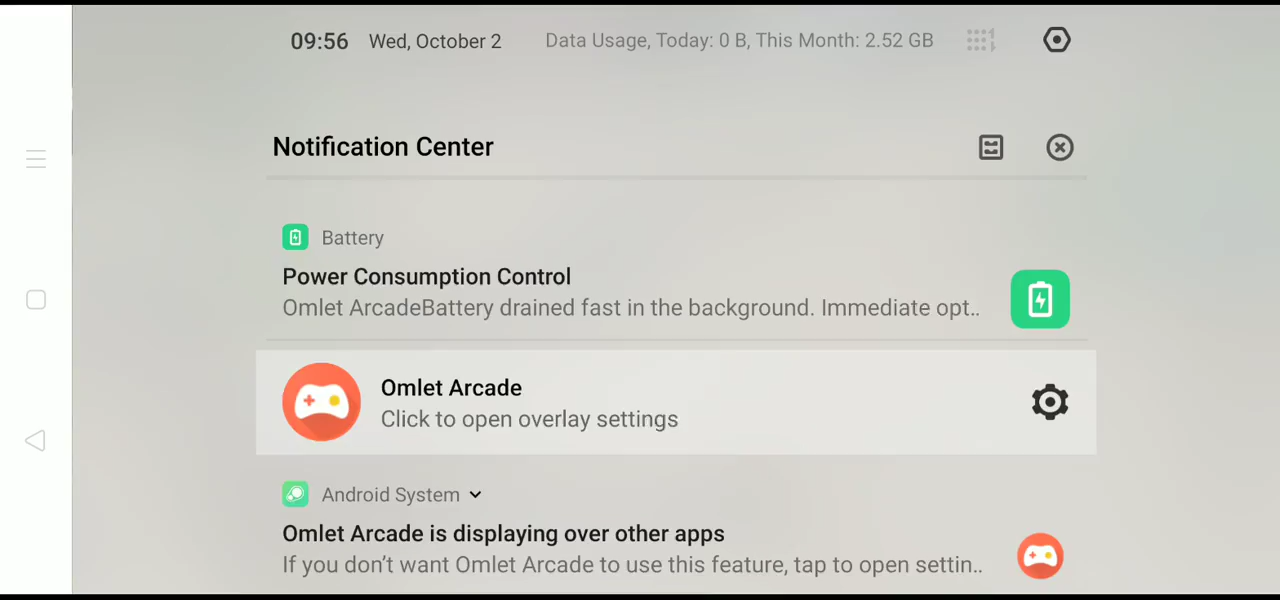 09:56 Wed, October 2 Data Usage, Today: 0 B, This Month: 2.52 GB
Notification Center
Battery
Power Consumption Control
Omlet ArcadeBattery drained fast in the background. Immediate opt..
Omlet Arcade
Click to open overlay settings
Android System
Omlet Arcade is displaying over other apps
If you don’t want Omlet Arcade to use this feature, tap to open settin..